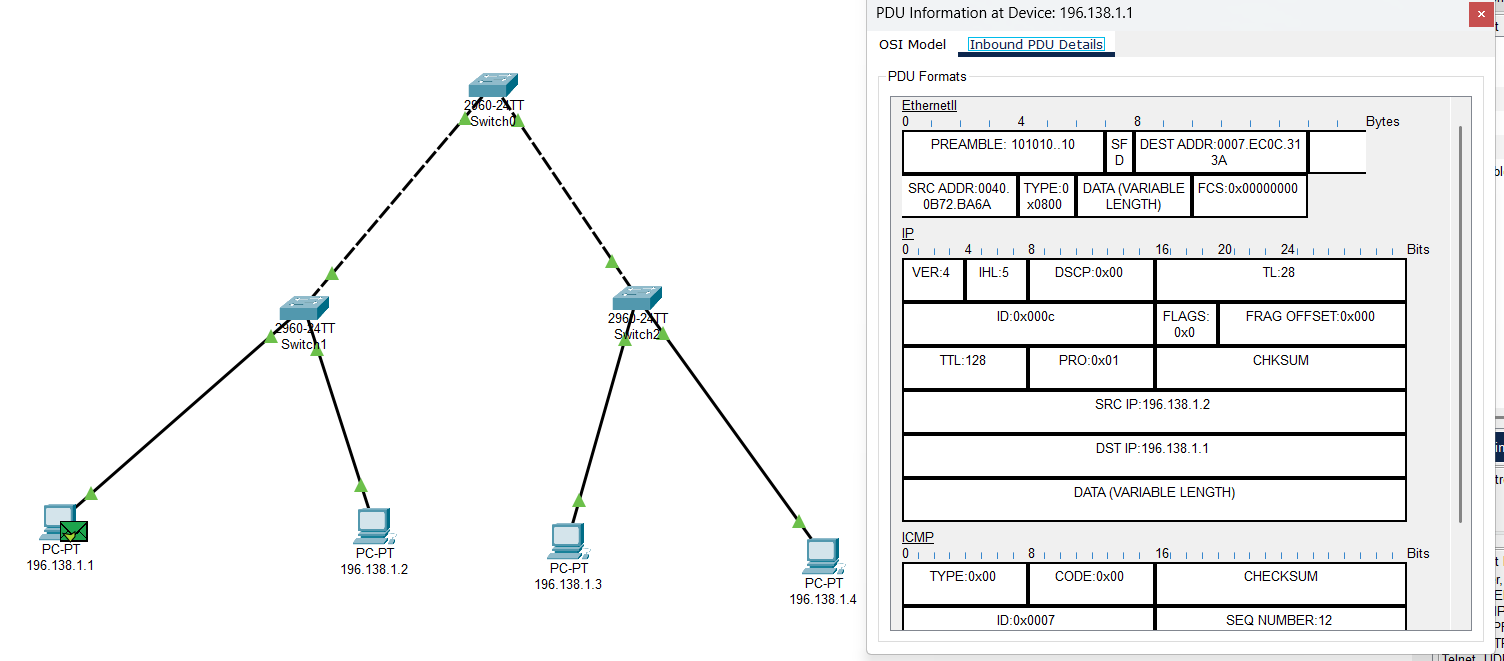 2960-24TT
Switch0
2960-24TT
Switch1
2960-24TT
Switch2
PC-PT
196.138.1.1
PC-PT
196.138.1.2
PC-PT
196.138.1.3
PC-PT
196.138.1.4
PDU Information at Device: 196.138.1.1
OSI Model
Inbound PDU Details
PDU Formats
EthernetII
0 4 8 Bytes
PREAMBLE: 101010..10
SF
D
DEST ADDR:0007.EC0C.31
3A
SRC ADDR:0040.
0B72.BA6A
TYPE:0
x0800
DATA (VARIABLE
LENGTH)
FCS:0x00000000
IP
0 4 8 16 20 24 Bits
VER:4
IHL:5
DSCP:0x00
TL:28
ID:0x000c
FLAGS:
0x0
FRAG OFFSET:0x000
TTL:128
PRO:0x01
CHKSUM
SRC IP:196.138.1.2
DST IP:196.138.1.1
DATA (VARIABLE LENGTH)
ICMP
0 8 16 Bits
TYPE:0x00
CODE:0x00
CHECKSUM
ID:0x0007
SEQ NUMBER:12